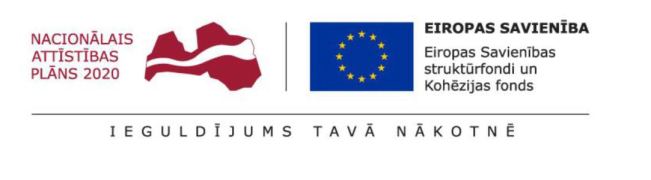 NACIONĀLAIS
ATTĪSTĪBAS
PLĀNS 2020
EIROPAS SAVIENĪBA
Eiropas Savienības
struktūrfondi un
Kohēzijas fonds
IEGULDĪJUMS TAVĀ NĀKOTNĒ